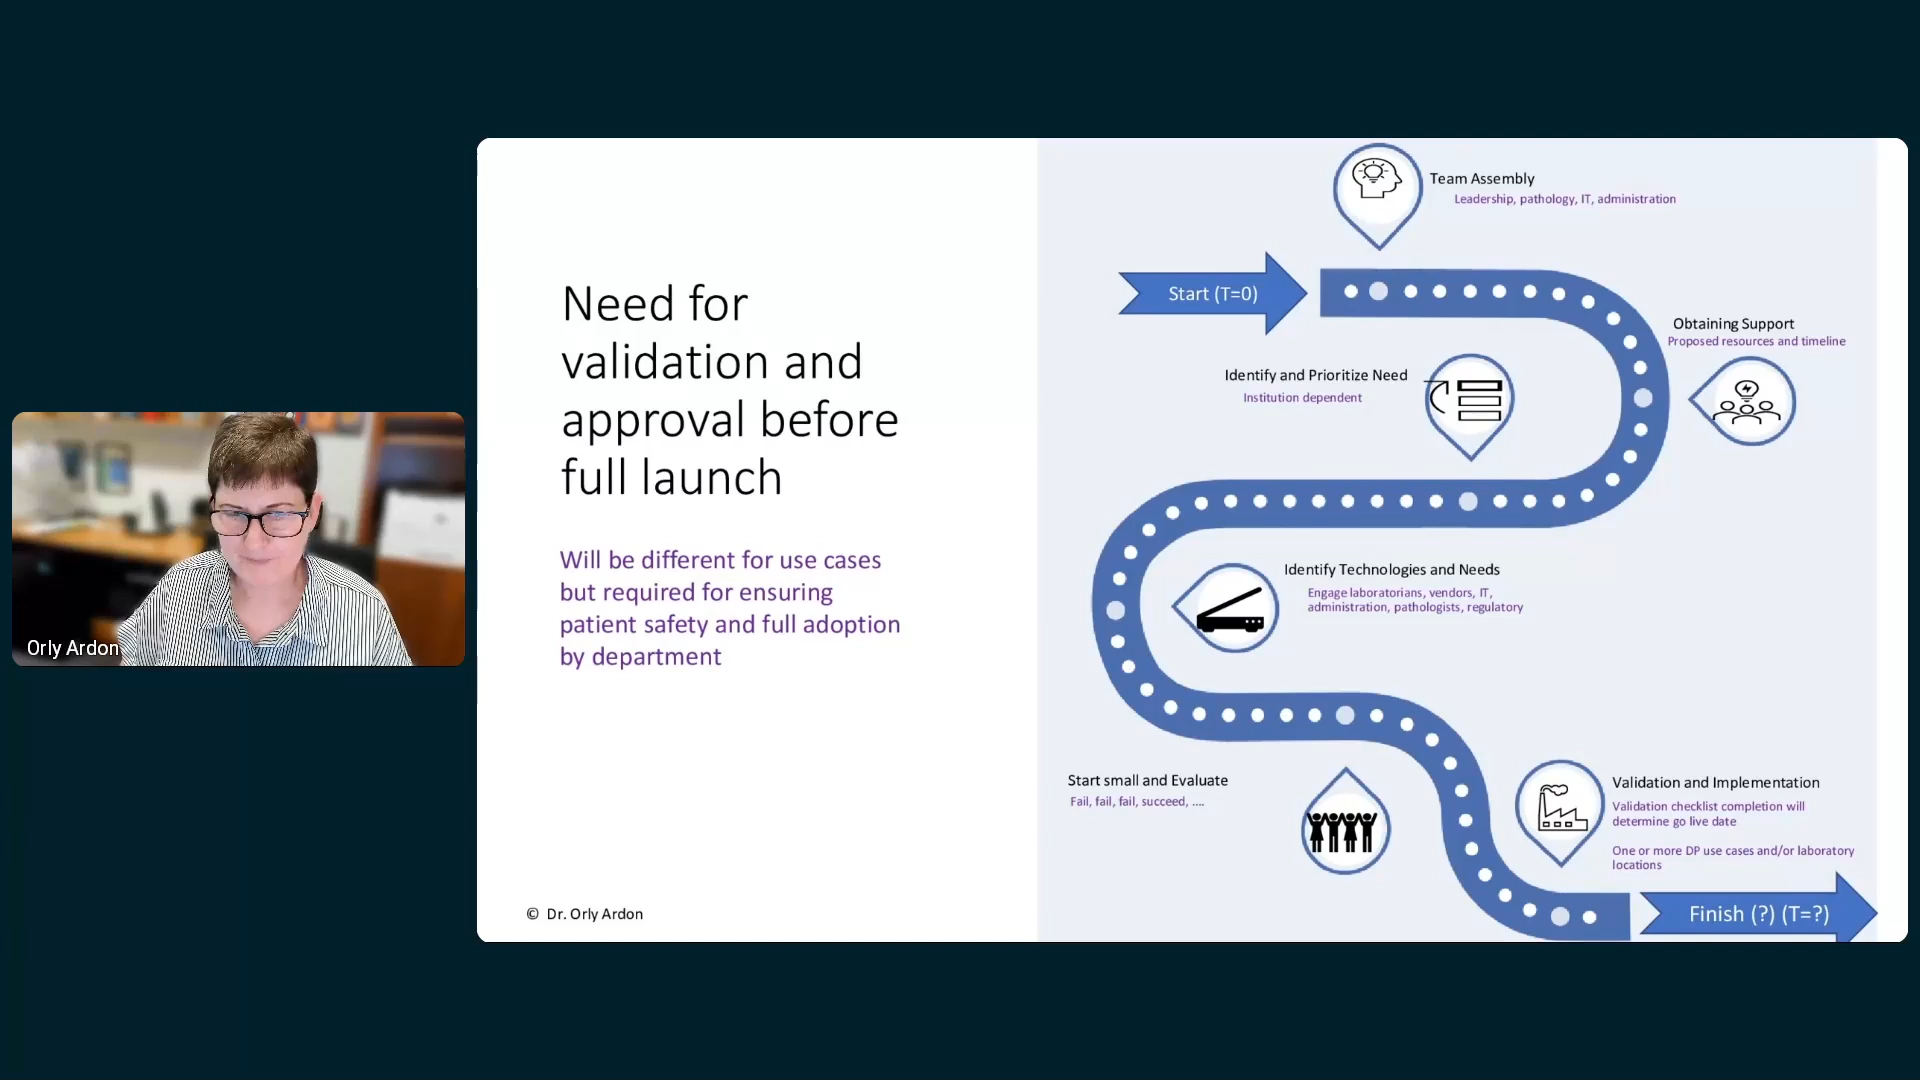 Orly Ardon
Need for
validation and
approval before
full launch
Will be different for use cases
but required for ensuring
patient safety and full adoption
by department
© Dr. Orly Ardon
Team Assembly
Leadership, pathology, IT, administration
Start (T=0)
Obtaining Support
Proposed resources and timeline
Identify and Prioritize Need
Institution dependent
Identify Technologies and Needs
Engage laboratorians, vendors, IT,
administration, pathologists, regulatory
Start small and Evaluate
Fail, fail, fail, succeed, ....
Validation and Implementation
Validation checklist completion will
determine go live date
One or more DP use cases and/or laboratory
locations
Finish (?) (T=?)